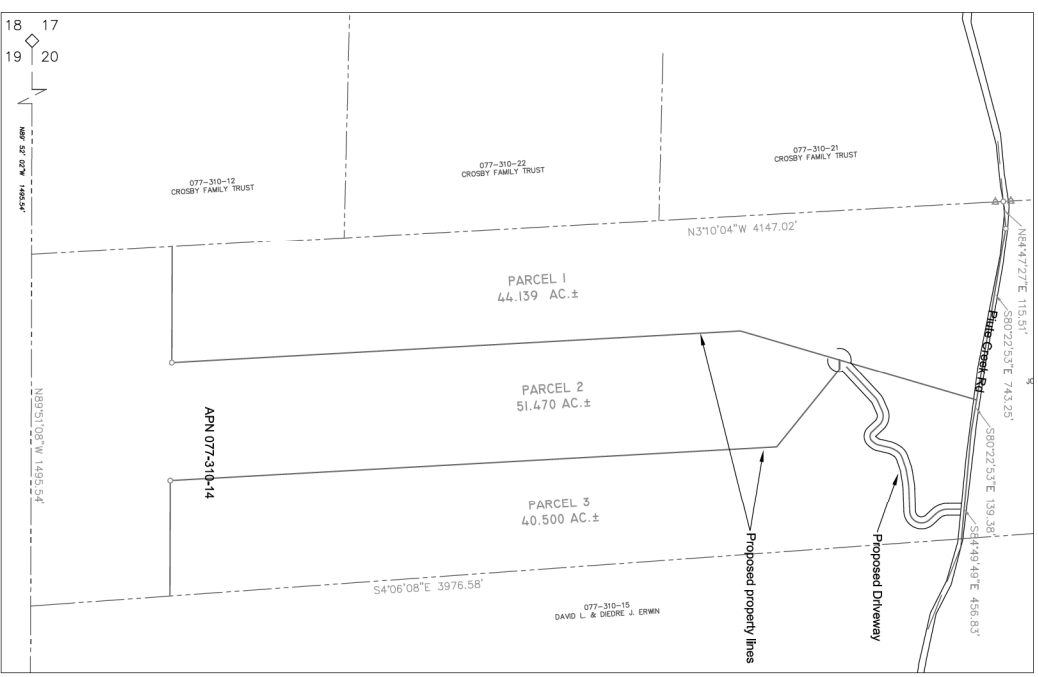 18 17
19 20
N89° 52' 02"W 1495.54'
077-310-12
CROSBY FAMILY TRUST
077-310-22
CROSBY FAMILY TRUST
077-310-21
CROSBY FAMILY TRUST
N3°10'04"W 4147.02'
N84°47'27"E 115.51'
S80°22'53"E 743.25'
Piute Creek Rd
PARCEL 1
44.139 AC.±
PARCEL 2
51.470 AC.±
S80°22'53"E 139.38'
N89°51'08"W 1495.54'
APN 077-310-14
PARCEL 3
40.500 AC.±
S84°49'49"E 456.83'
Proposed property lines
Proposed Driveway
S4°06'08"E 3976.58'
077-310-15
DAVID L. & DIEDRE J. ERWIN